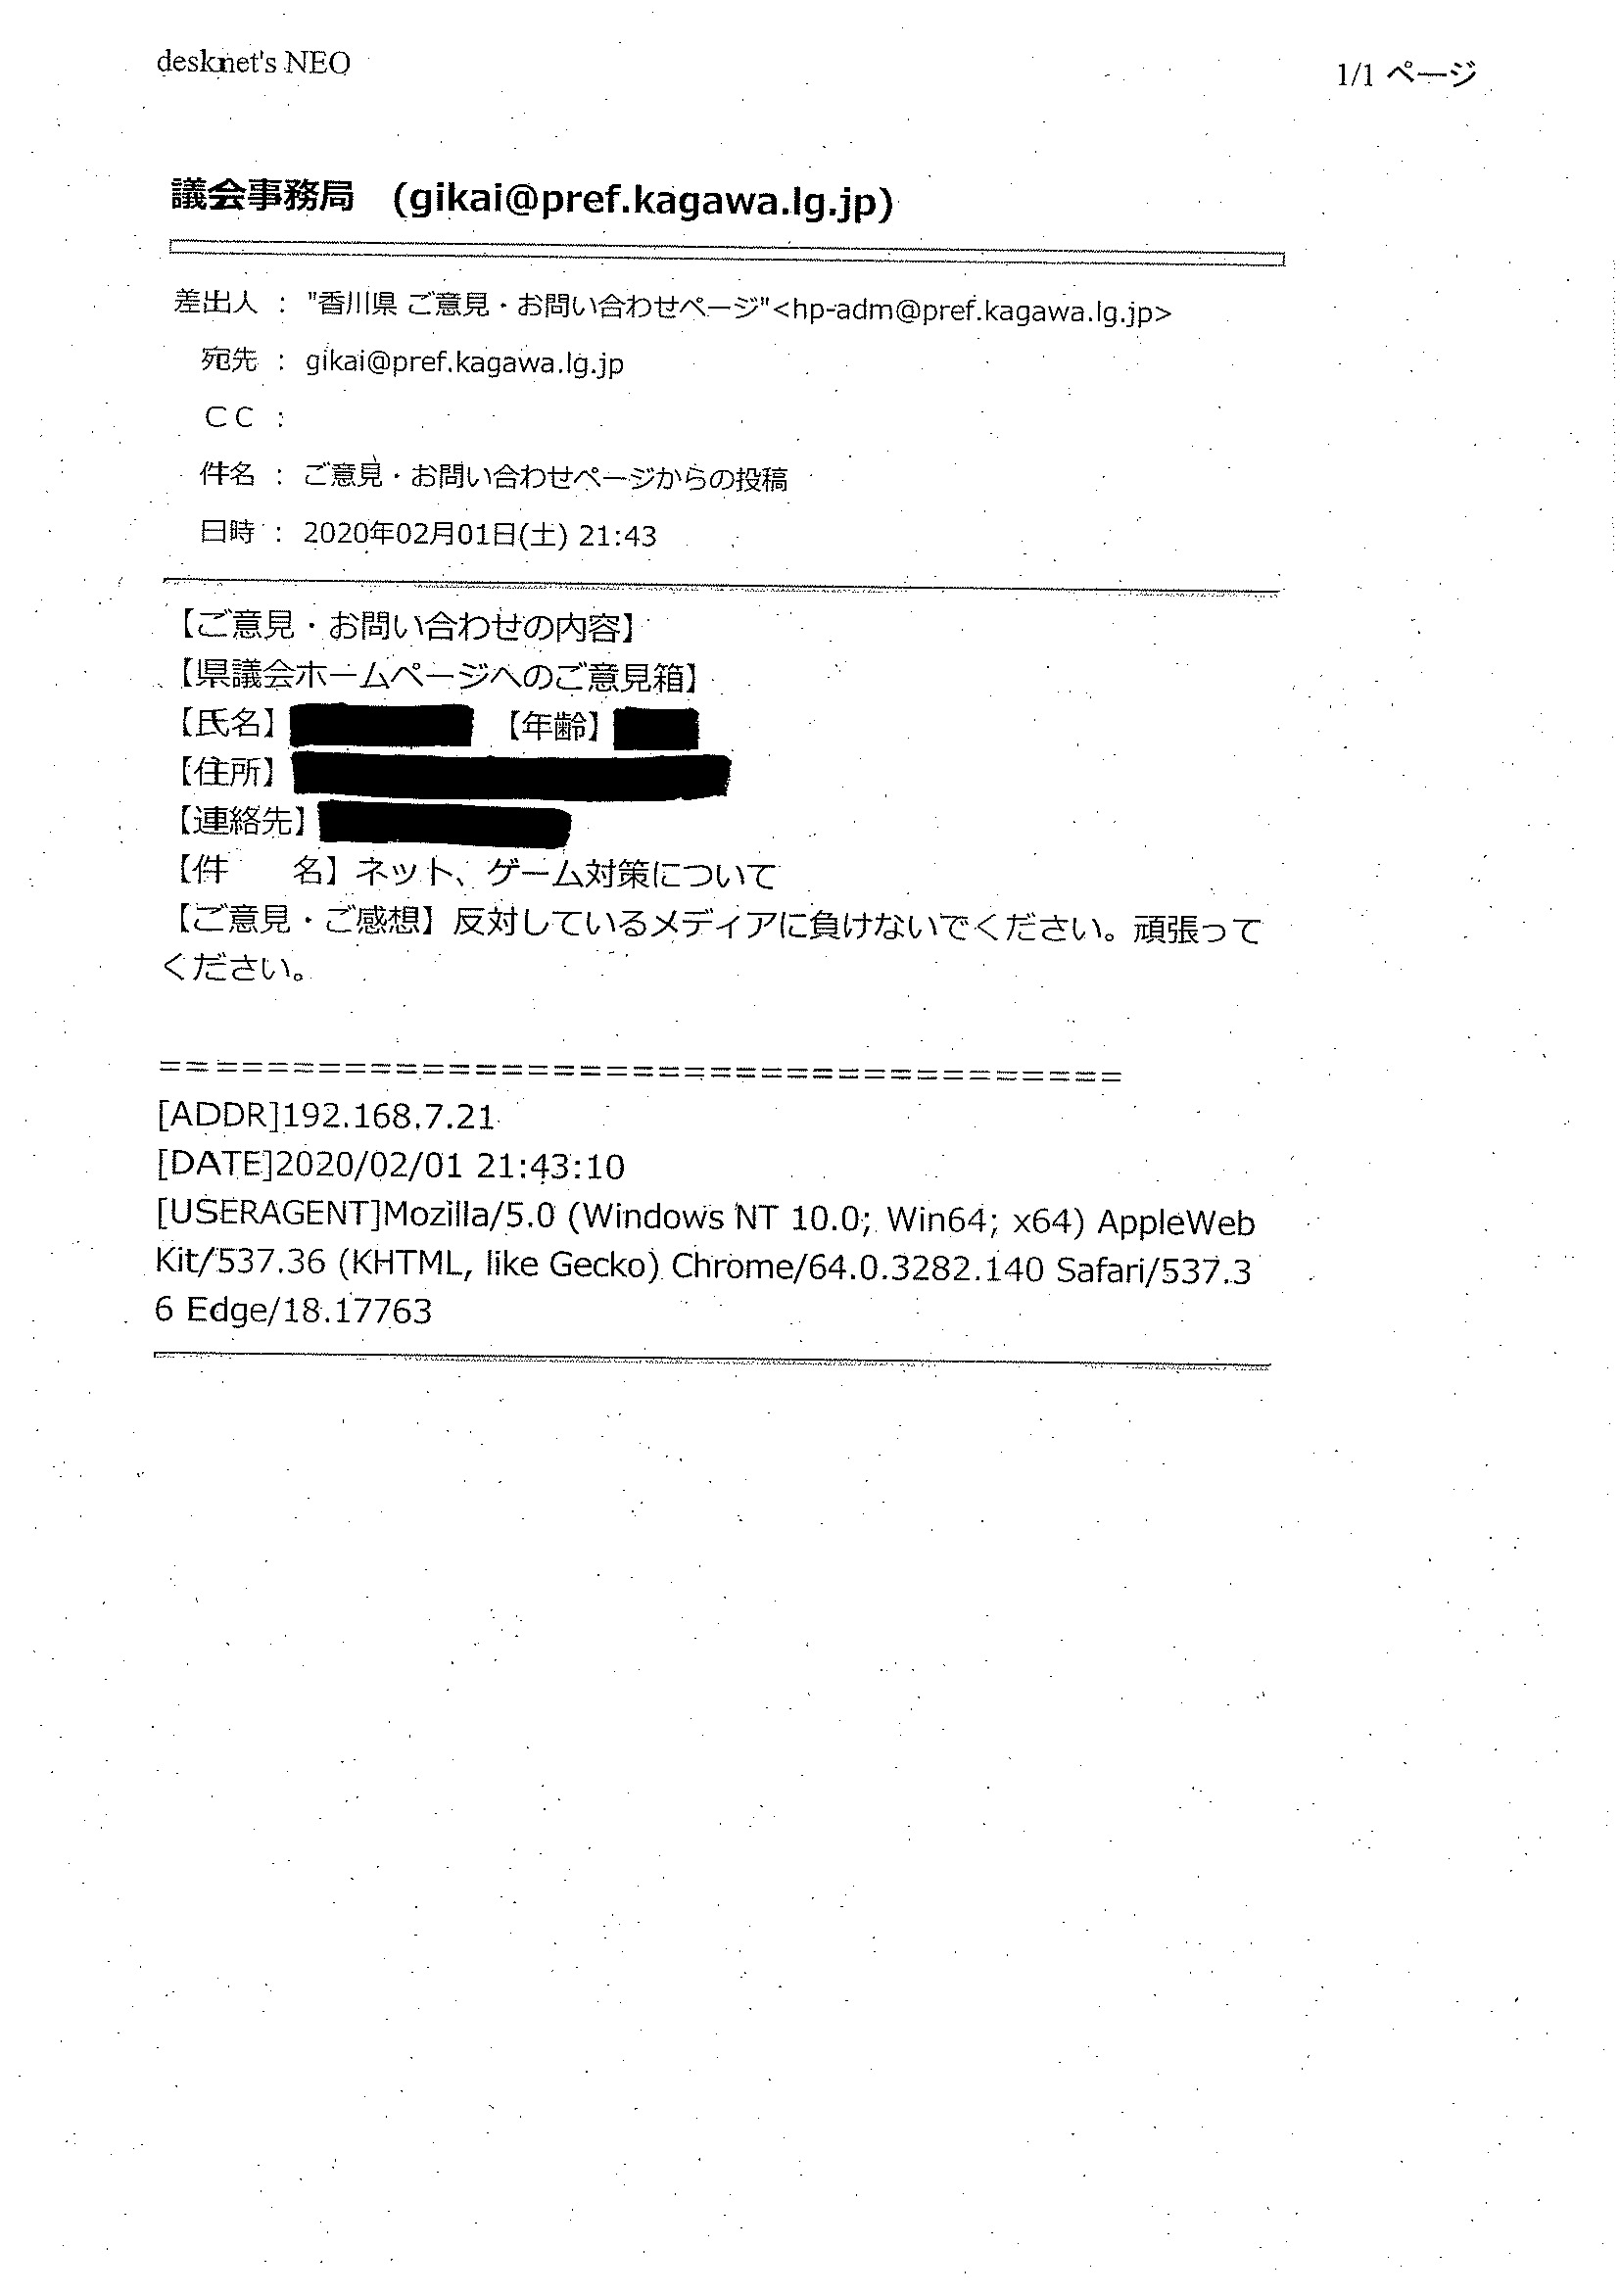 desknet's NEO
1/1 ページ
議会事務局 (gikai@pref.kagawa.lg.jp)
差出人 : "香川県 ご意見・お問い合わせページ"<hp-adm@pref.kagawa.lg.jp>
宛先 : gikai@pref.kagawa.lg.jp
CC :
件名 : ご意見・お問い合わせページからの投稿
日時 : 2020年02月01日(土) 21:43
【ご意見・お問い合わせの内容】
【県議会ホームページへのご意見箱】
【氏名】 【年齢】
【住所】
【連絡先】
【件　　名】ネット、ゲーム対策について
【ご意見・ご感想】反対しているメディアに負けないでください。頑張って
ください。
=====================================
[ADDR]192.168.7.21
[DATE]2020/02/01 21:43:10
[USERAGENT]Mozilla/5.0 (Windows NT 10.0; Win64; x64) AppleWeb
Kit/537.36 (KHTML, like Gecko) Chrome/64.0.3282.140 Safari/537.3
6 Edge/18.17763